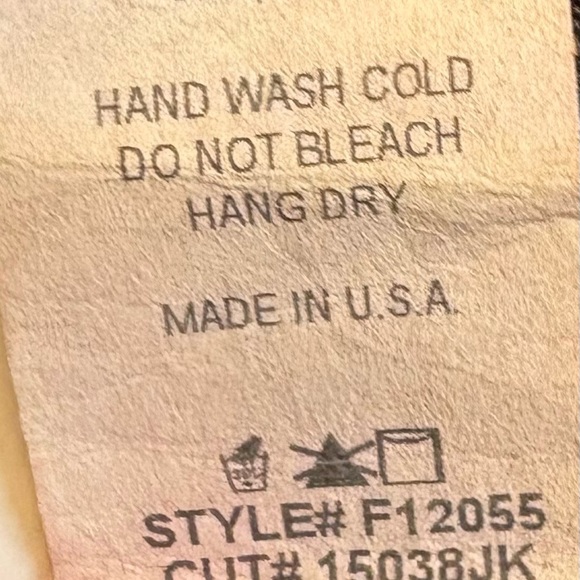 HAND WASH COLD
DO NOT BLEACH
HANG DRY
MADE IN U.S.A.
STYLE# F12055
CUT# 15038JK